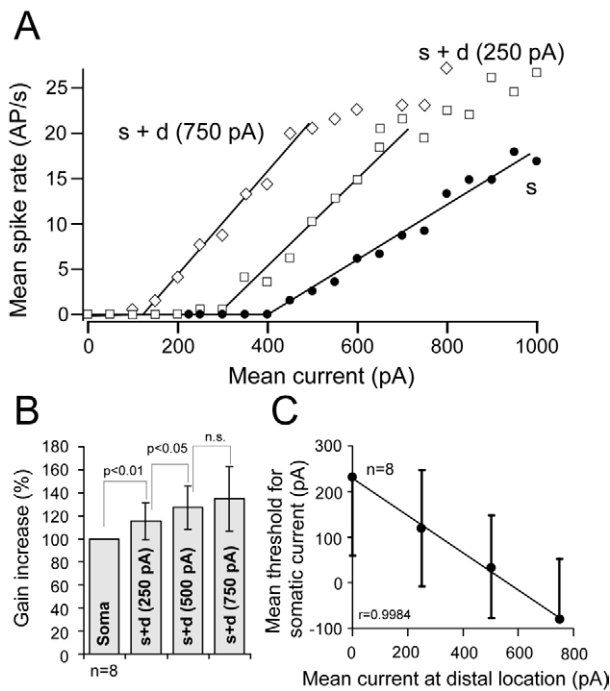 A
s + d (250 pA)
s + d (750 pA)
s
Mean spike rate (AP/s)
25
20
15
10
5
0
0 200 400 600 800 1000
Mean current (pA)
B
Gain increase (%)
180
160
140
120
100
80
60
40
20
0
p<0.01
p<0.05
n.s.
Soma
s+d (250 pA)
s+d (500 pA)
s+d (750 pA)
n=8
C
Mean threshold for
somatic current (pA)
300
200
100
0
-100
n=8
r=0.9984
0 200 400 600 800
Mean current at distal location (pA)